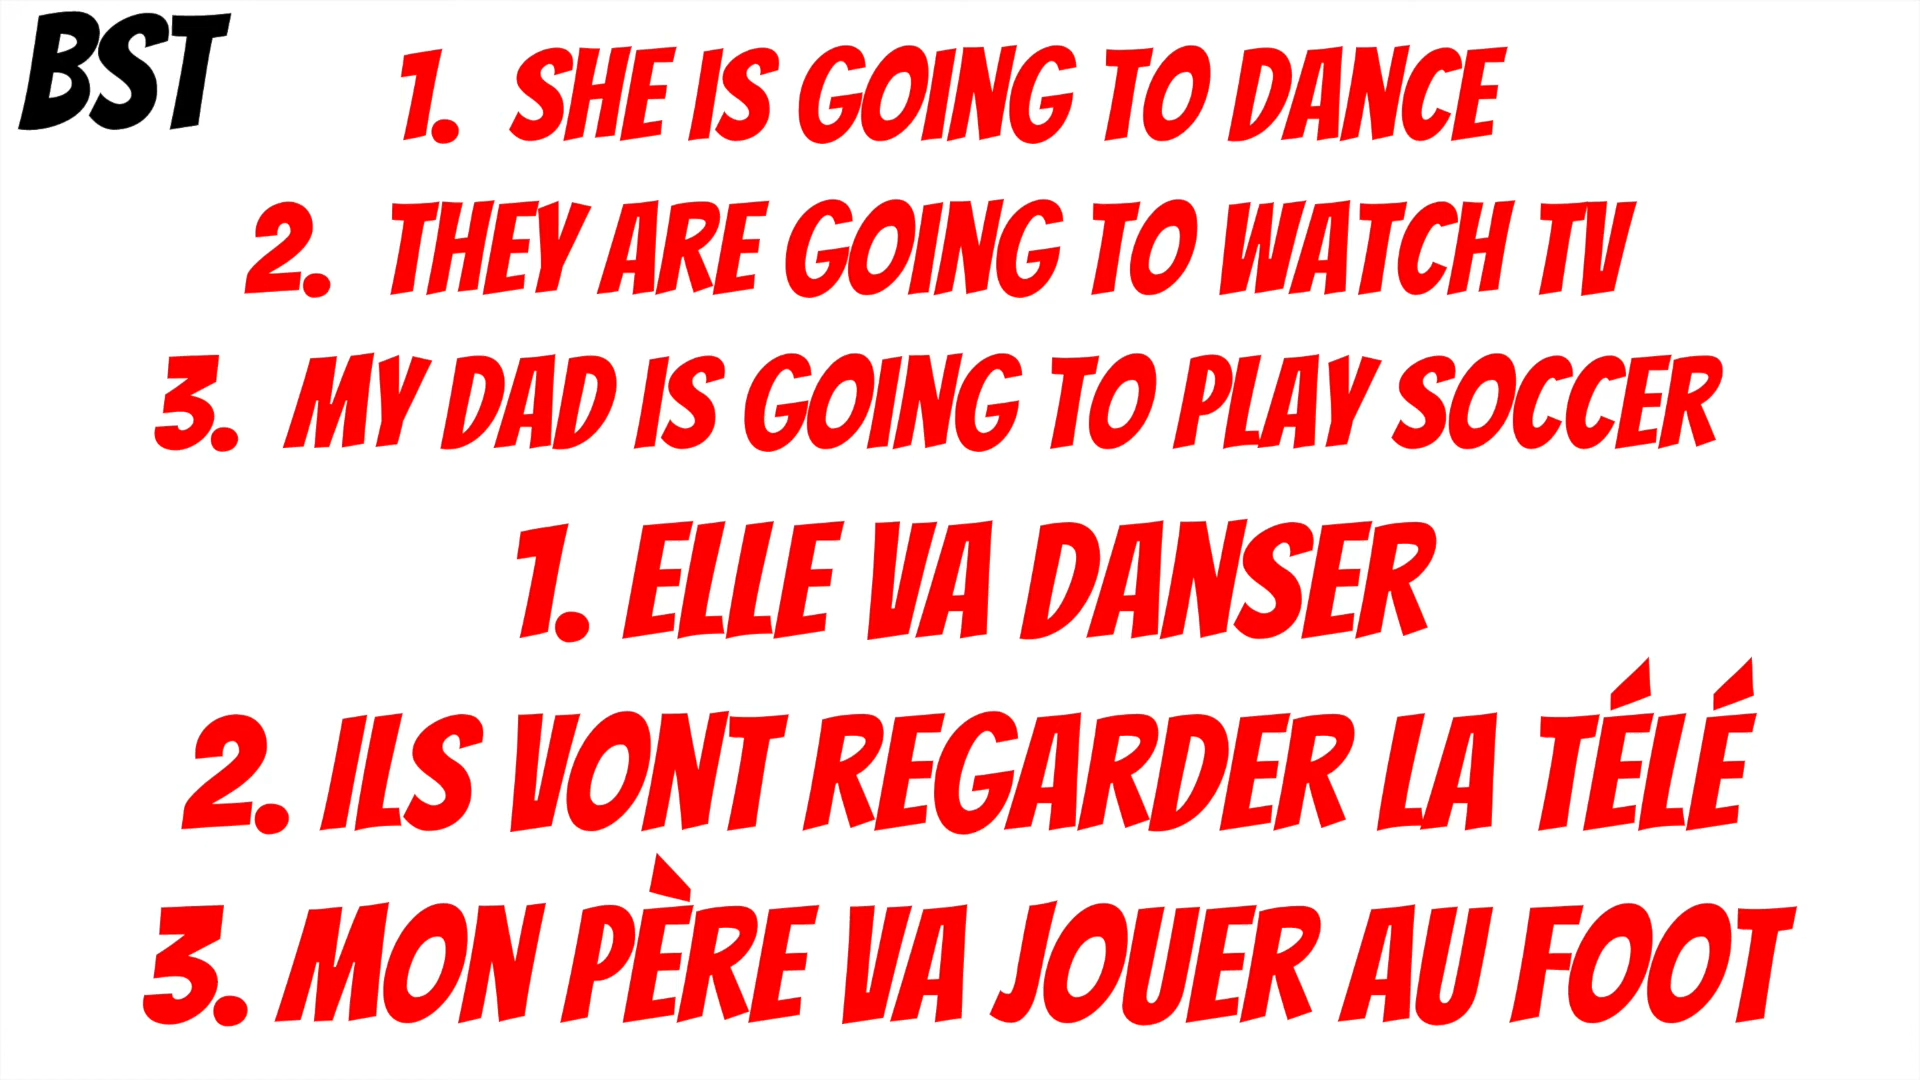 BST
1. SHE IS GOING TO DANCE
2. THEY ARE GOING TO WATCH TV
3. MY DAD IS GOING TO PLAY SOCCER
1. ELLE VA DANSER
2. ILS VONT REGARDER LA TÉLÉ
3. MON PÈRE VA JOUER AU FOOT